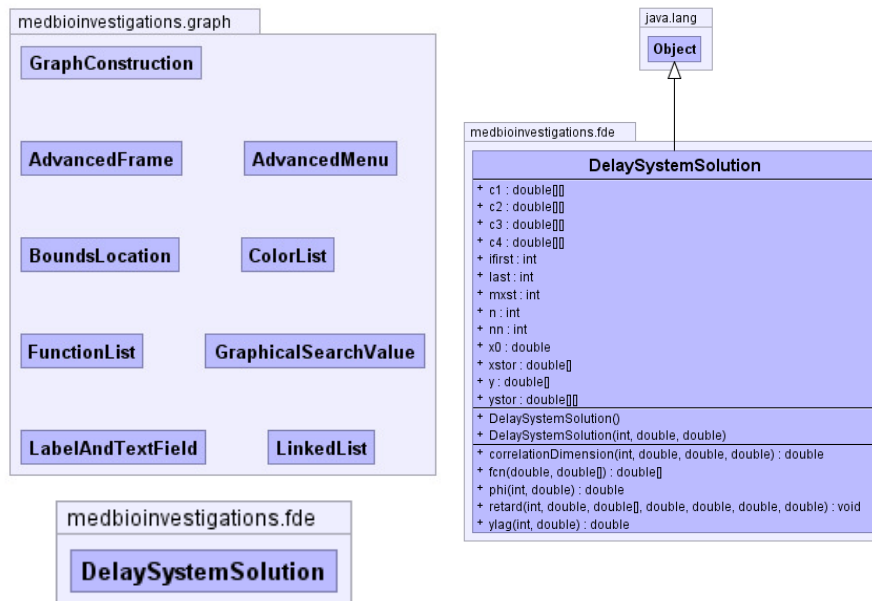 medbioinvestigations.graph
GraphConstruction
AdvancedFrame
AdvancedMenu
BoundsLocation
ColorList
FunctionList
GraphicalSearchValue
LabelAndTextField
LinkedList
medbioinvestigations.fde
DelaySystemSolution
java.lang
Object
medbioinvestigations.fde
DelaySystemSolution
+ c1 : double[][]
+ c2 : double[][]
+ c3 : double[][]
+ c4 : double[][]
+ ifirst : int
+ last : int
+ mxst : int
+ n : int
+ nn : int
+ x0 : double
+ xstor : double[]
+ y : double[]
+ ystor : double[][]
+ DelaySystemSolution()
+ DelaySystemSolution(int, double, double)
+ correlationDimension(int, double, double, double) : double
+ fcn(double, double[]) : double[]
+ phi(int, double) : double
+ retard(int, double, double[], double, double, double, double) : void
+ ylag(int, double) : double